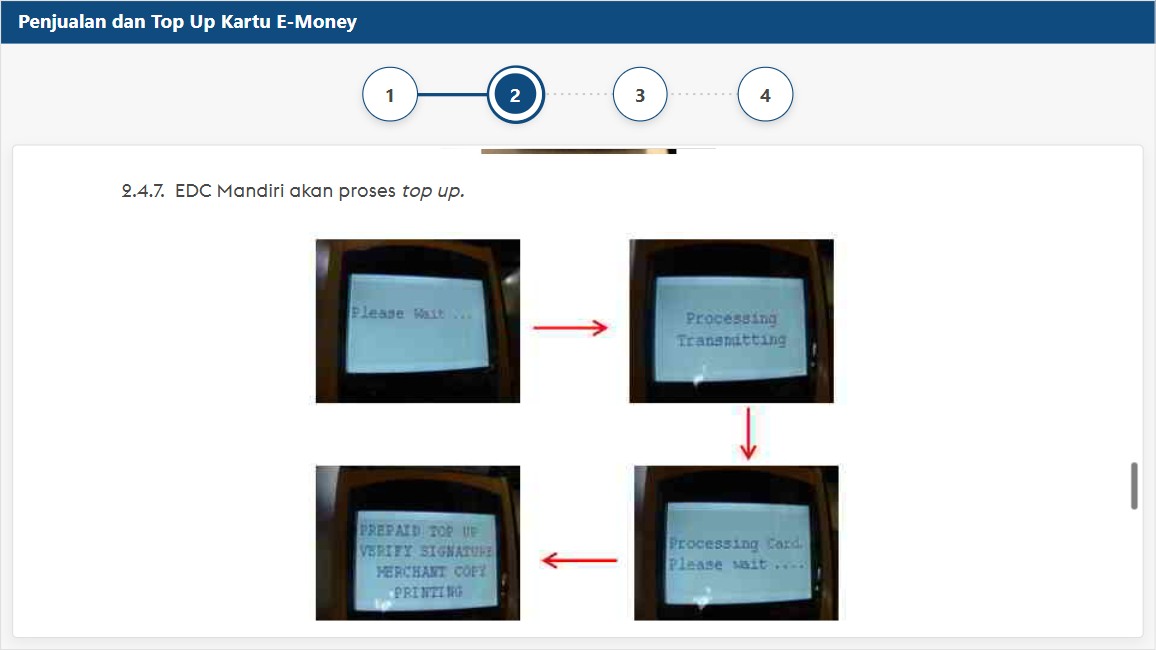 Penjualan dan Top Up Kartu E-Money
1
2
3
4
2.4.7. EDC Mandiri akan proses top up.
Please Wait ...
Processing
Transmitting
PREPAID TOP UP
VERIFY SIGNATURE
MERCHANT COPY
PRINTING
Processing Card.
Please wait ....